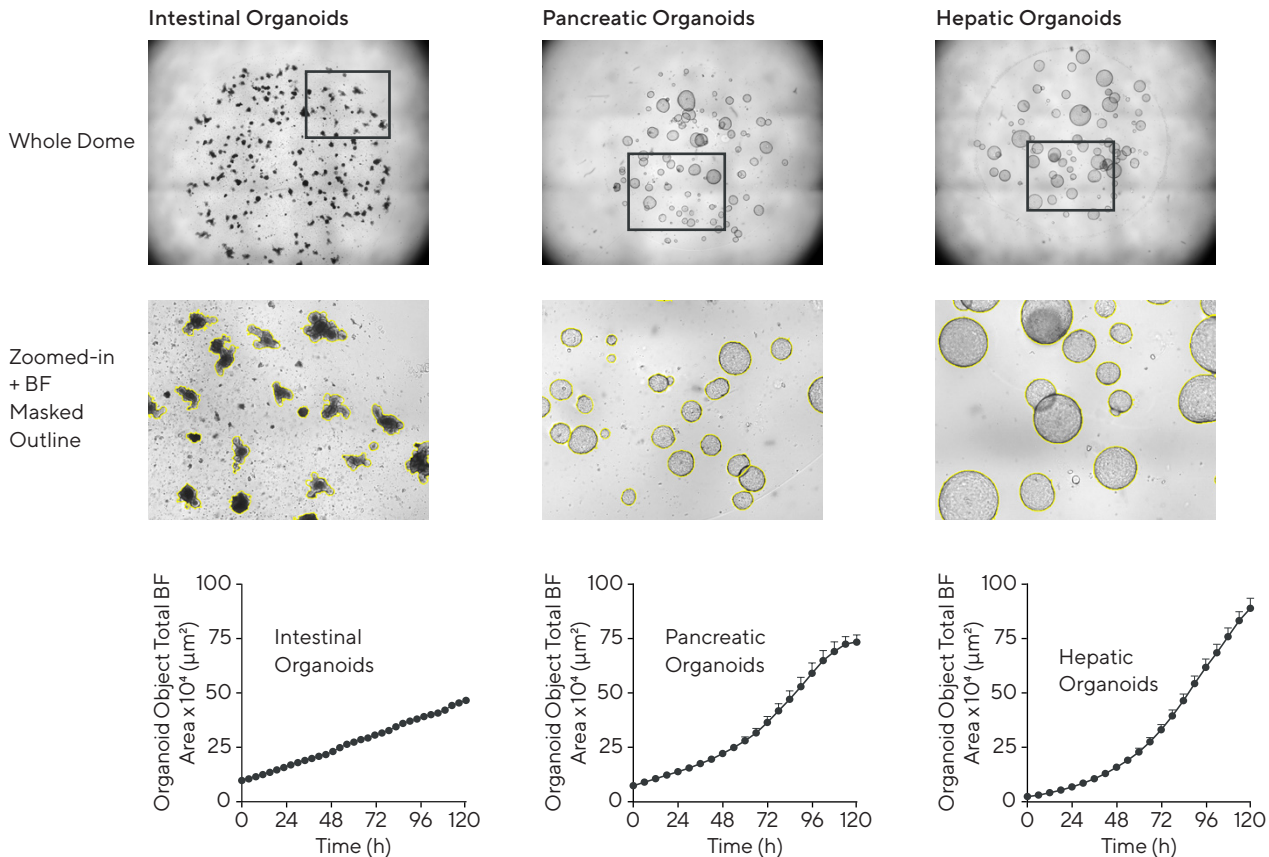 Intestinal Organoids
Pancreatic Organoids
Hepatic Organoids
Whole Dome
Zoomed-in
+ BF
Masked
Outline
Organoid Object Total BF
Area x 10⁴ (µm²)
100
75
50
25
0
Intestinal
Organoids
0 24 48 72 96 120
Time (h)
Organoid Object Total BF
Area x 10⁴ (µm²)
100
75
50
25
0
Pancreatic
Organoids
0 24 48 72 96 120
Time (h)
Organoid Object Total BF
Area x 10⁴ (µm²)
100
75
50
25
0
Hepatic
Organoids
0 24 48 72 96 120
Time (h)